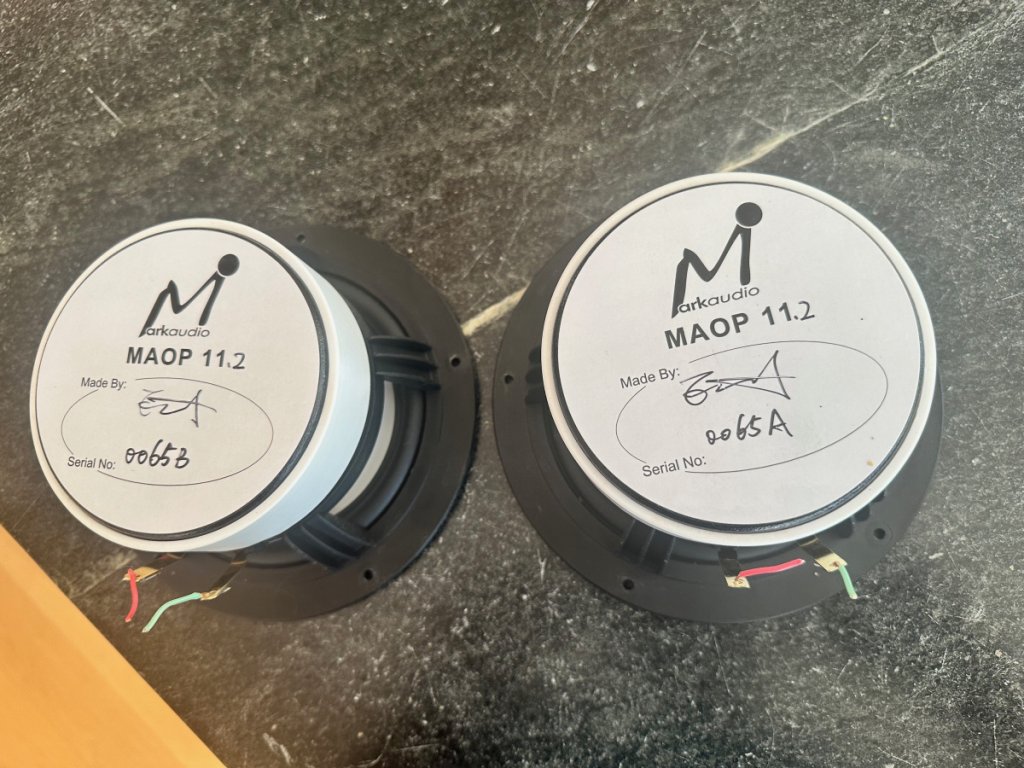 Markaudio
MAOP 11.2
Made By:
0065B
Serial No:
Markaudio
MAOP 11.2
Made By:
0065A
Serial No: